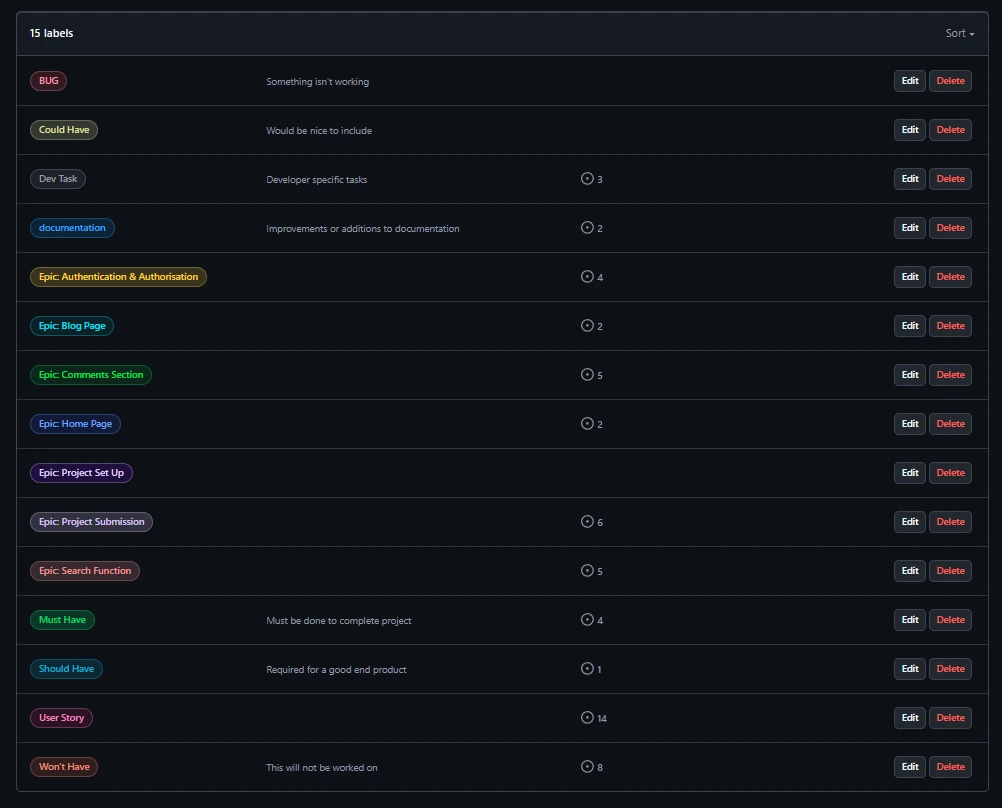 15 labels Sort
BUG Something isn't working Edit Delete
Could Have Would be nice to include Edit Delete
Dev Task Developer specific tasks 3 Edit Delete
documentation Improvements or additions to documentation 2 Edit Delete
Epic: Authentication & Authorisation 4 Edit Delete
Epic: Blog Page 2 Edit Delete
Epic: Comments Section 5 Edit Delete
Epic: Home Page 2 Edit Delete
Epic: Project Set Up Edit Delete
Epic: Project Submission 6 Edit Delete
Epic: Search Function 5 Edit Delete
Must Have Must be done to complete project 4 Edit Delete
Should Have Required for a good end product 1 Edit Delete
User Story 14 Edit Delete
Won't Have This will not be worked on 8 Edit Delete